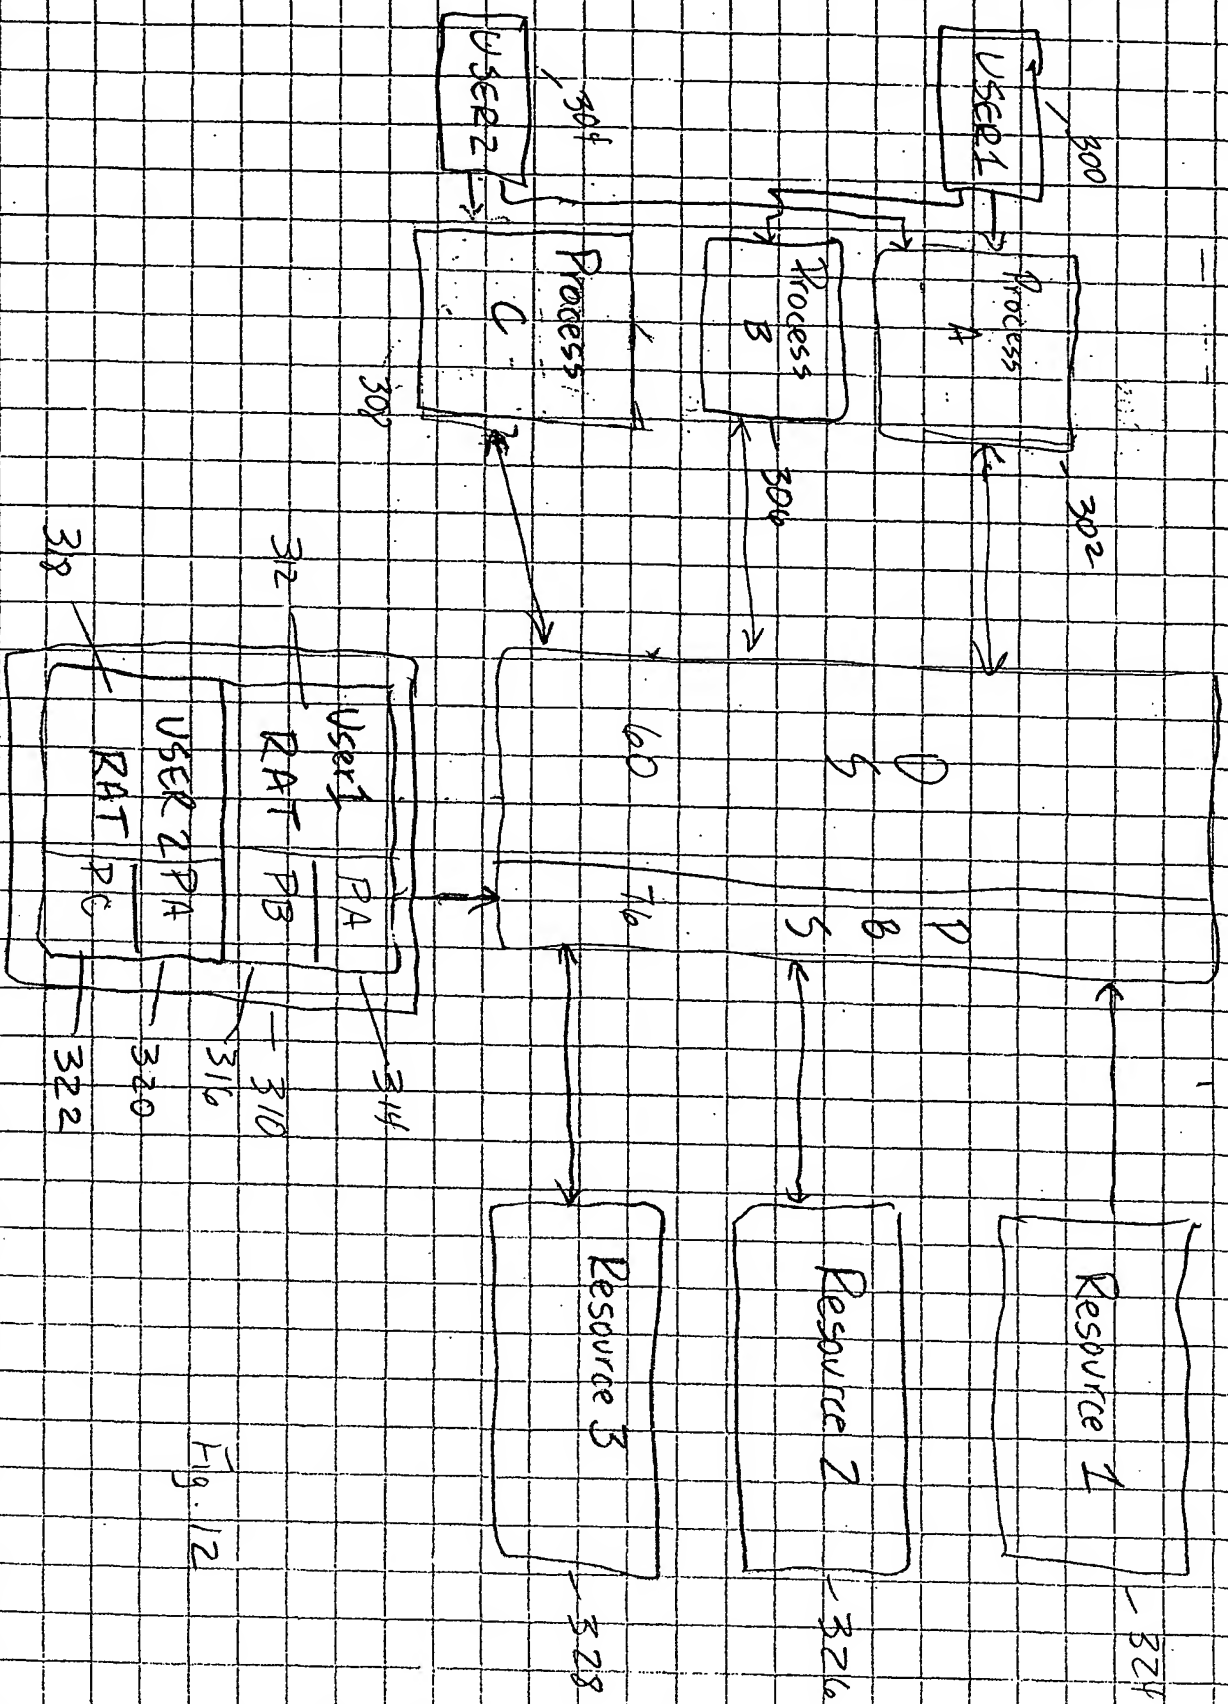 300
USER1
Process
A
302
304
USER2
Process
B
306
Process
C
308
O
S
60
D
B
S
76
Resource 1
324
Resource 2
326
Resource 3
328
312
User1
RAT
PA
PB
314
310
316
318
USER2
RAT
PA
PC
320
322
Fig. 12